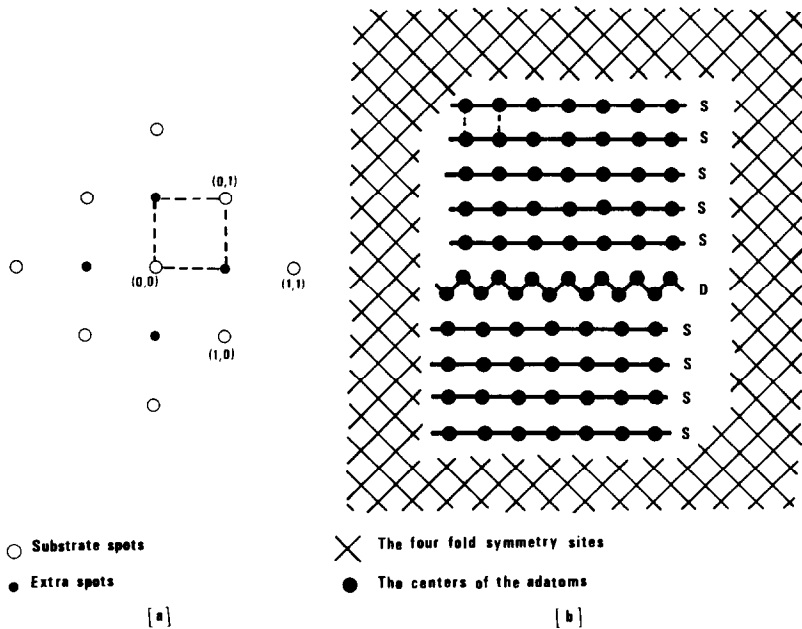 (0,1)
(0,0)
(1,1)
(1,0)
S
S
S
S
S
D
S
S
S
S
Substrate spots
Extra spots
[a]
The four fold symmetry sites
The centers of the adatoms
[b]